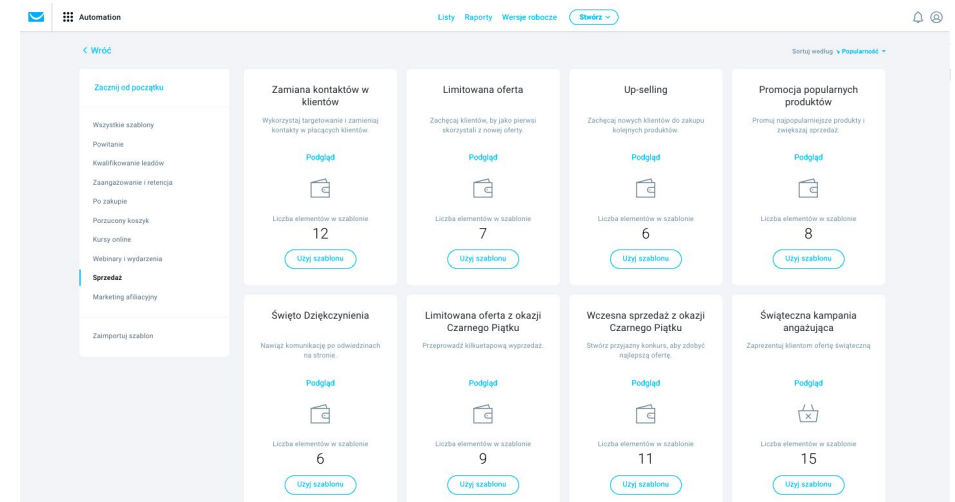 Automation
Listy Raporty Wersje robocze Stwórz
Wróć
Sortuj według Popularność
Zacznij od początku
Wszystkie szablony
Powitanie
Kwalifikowanie leadów
Zaangażowanie i retencja
Po zakupie
Porzucony koszyk
Kursy online
Webinary i wydarzenia
Sprzedaż
Marketing afiliacyjny
Zaimportuj szablon
Zamiana kontaktów w
klientów
Wykorzystaj targetowanie i zamieniaj
kontakty w płacących klientów.
Podgląd
Liczba elementów w szablonie
12
Użyj szablonu
Limitowana oferta
Zachęcaj klientów, by jako pierwsi
skorzystali z nowej oferty.
Podgląd
Liczba elementów w szablonie
7
Użyj szablonu
Up-selling
Zachęcaj nowych klientów do zakupu
kolejnych produktów.
Podgląd
Liczba elementów w szablonie
6
Użyj szablonu
Promocja popularnych
produktów
Promuj najpopularniejsze produkty i
zwiększaj sprzedaż.
Podgląd
Liczba elementów w szablonie
8
Użyj szablonu
Święto Dziękczynienia
Nawiąż komunikację po odwiedzinach
na stronie.
Podgląd
Liczba elementów w szablonie
6
Użyj szablonu
Limitowana oferta z okazji
Czarnego Piątku
Przeprowadź kilkuetapową wyprzedaż.
Podgląd
Liczba elementów w szablonie
9
Użyj szablonu
Wczesna sprzedaż z okazji
Czarnego Piątku
Stwórz przyjazny konkurs, aby zdobyć
najlepszą ofertę.
Podgląd
Liczba elementów w szablonie
11
Użyj szablonu
Świąteczna kampania
angażująca
Zaprezentuj klientom ofertę świąteczną
Podgląd
Liczba elementów w szablonie
15
Użyj szablonu